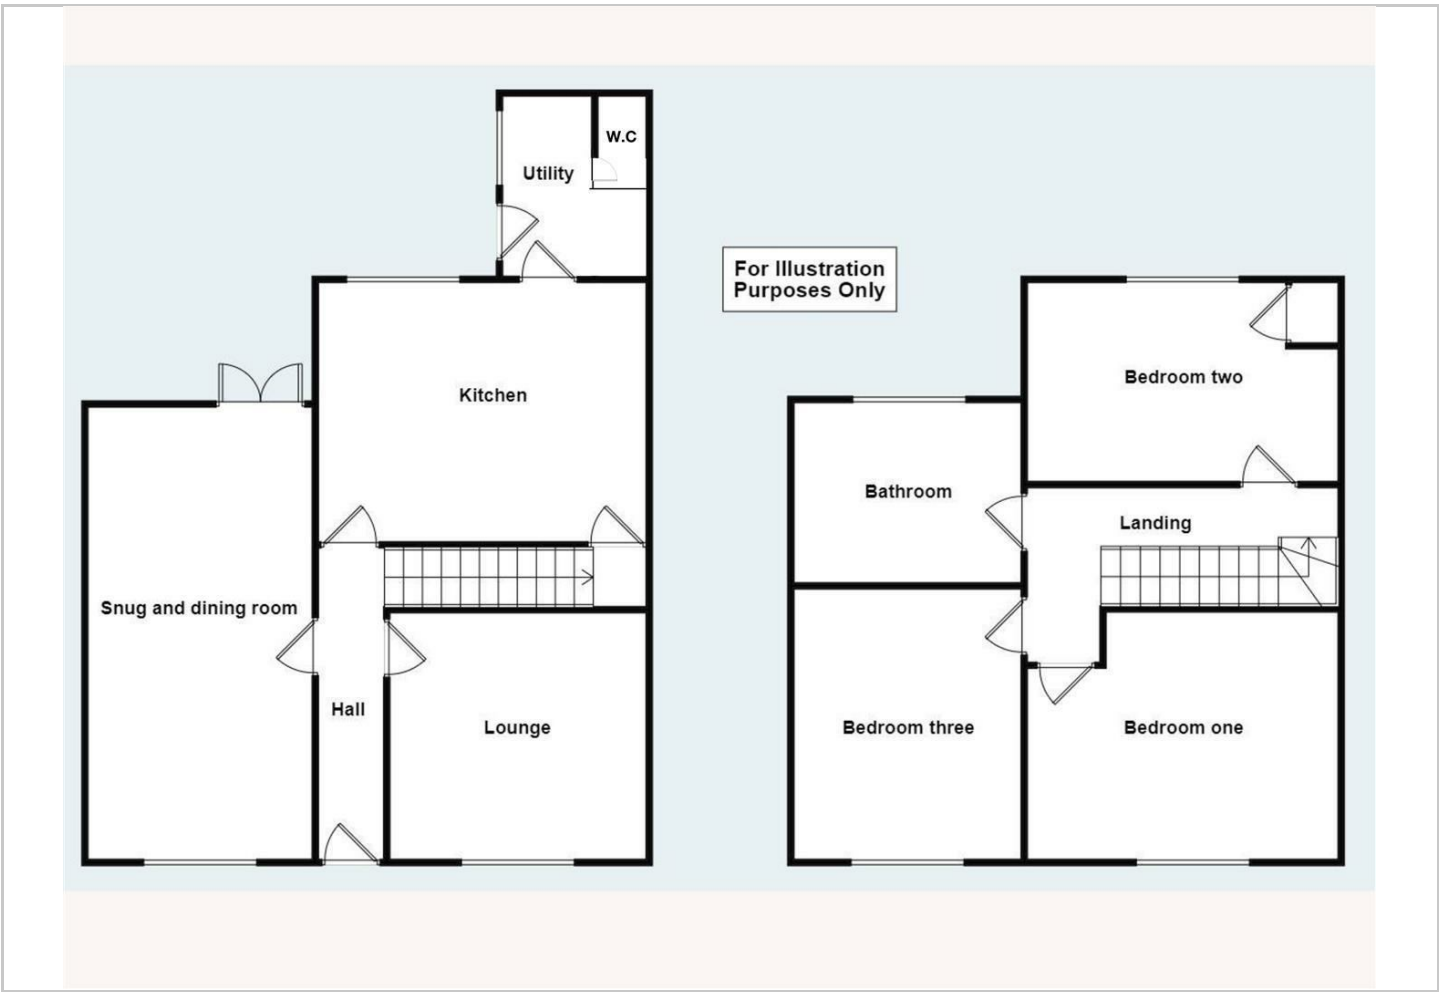 W.C
Utility
For Illustration
Purposes Only
Kitchen
Bedroom two
Bathroom
Landing
Snug and dining room
Hall
Lounge
Bedroom three
Bedroom one